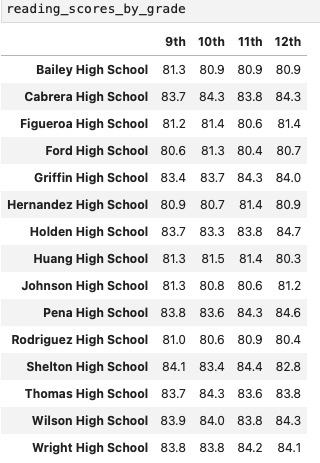 reading_scores_by_grade
9th 10th 11th 12th
Bailey High School 81.3 80.9 80.9 80.9
Cabrera High School 83.7 84.3 83.8 84.3
Figueroa High School 81.2 81.4 80.6 81.4
Ford High School 80.6 81.3 80.4 80.7
Griffin High School 83.4 83.7 84.3 84.0
Hernandez High School 80.9 80.7 81.4 80.9
Holden High School 83.7 83.3 83.8 84.7
Huang High School 81.3 81.5 81.4 80.3
Johnson High School 81.3 80.8 80.6 81.2
Pena High School 83.8 83.6 84.3 84.6
Rodriguez High School 81.0 80.6 80.9 80.4
Shelton High School 84.1 83.4 84.4 82.8
Thomas High School 83.7 84.3 83.6 83.8
Wilson High School 83.9 84.0 83.8 84.3
Wright High School 83.8 83.8 84.2 84.1